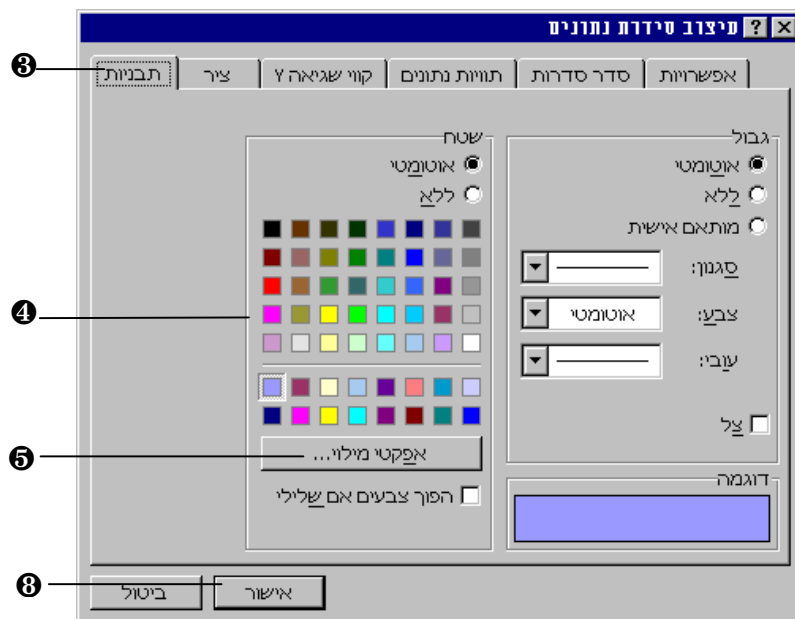 עיצוב סידרת נתונים
אפשרויות
סדר סדרות
תוויות נתונים
קווי שגיאה Y
ציר
תבניות
❸
גבול
אוטומטי
ללא
מותאם אישית
סגנון:
צבע:
אוטומטי
עובי:
צל
דוגמה
שטח
אוטומטי
ללא
❹
אפקטי מילוי...
❺
הפוך צבעים אם שלילי
אישור
ביטול
❽